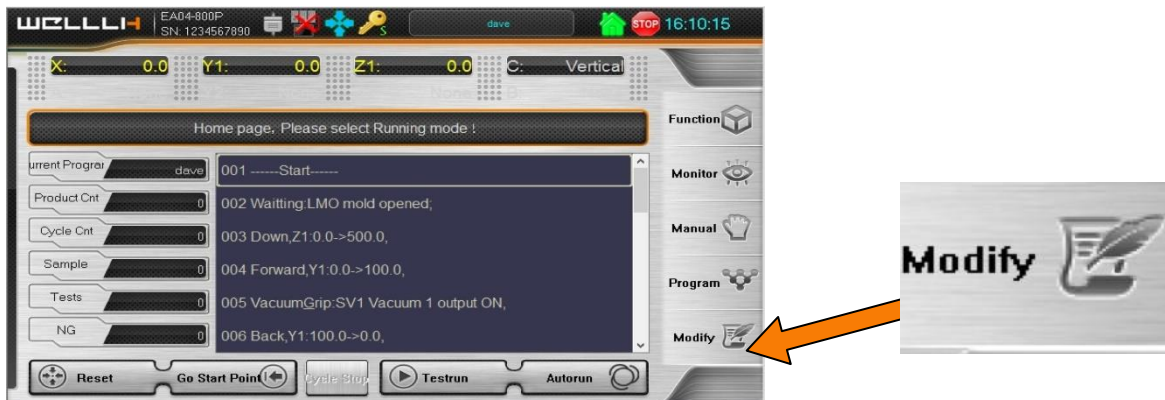 WELLLIH EA04-800P
SN: 1234567890
S
dave
STOP 16:10:15
X: 0.0 Y1: 0.0 Z1: 0.0 C: Vertical
Home page, Please select Running mode !
urrent Progra dave
Product Cnt 0
Cycle Cnt 0
Sample 0
Tests 0
NG 0
001 ------Start------
002 Waitting:LMO mold opened;
003 Down,Z1:0.0->500.0,
004 Forward,Y1:0.0->100.0,
005 VacuumGrip:SV1 Vacuum 1 output ON,
006 Back,Y1:100.0->0.0,
Function
Monitor
Manual
Program
Modify
Reset
Go Start Point
Cycle Stop
Testrun
Autorun
Modify